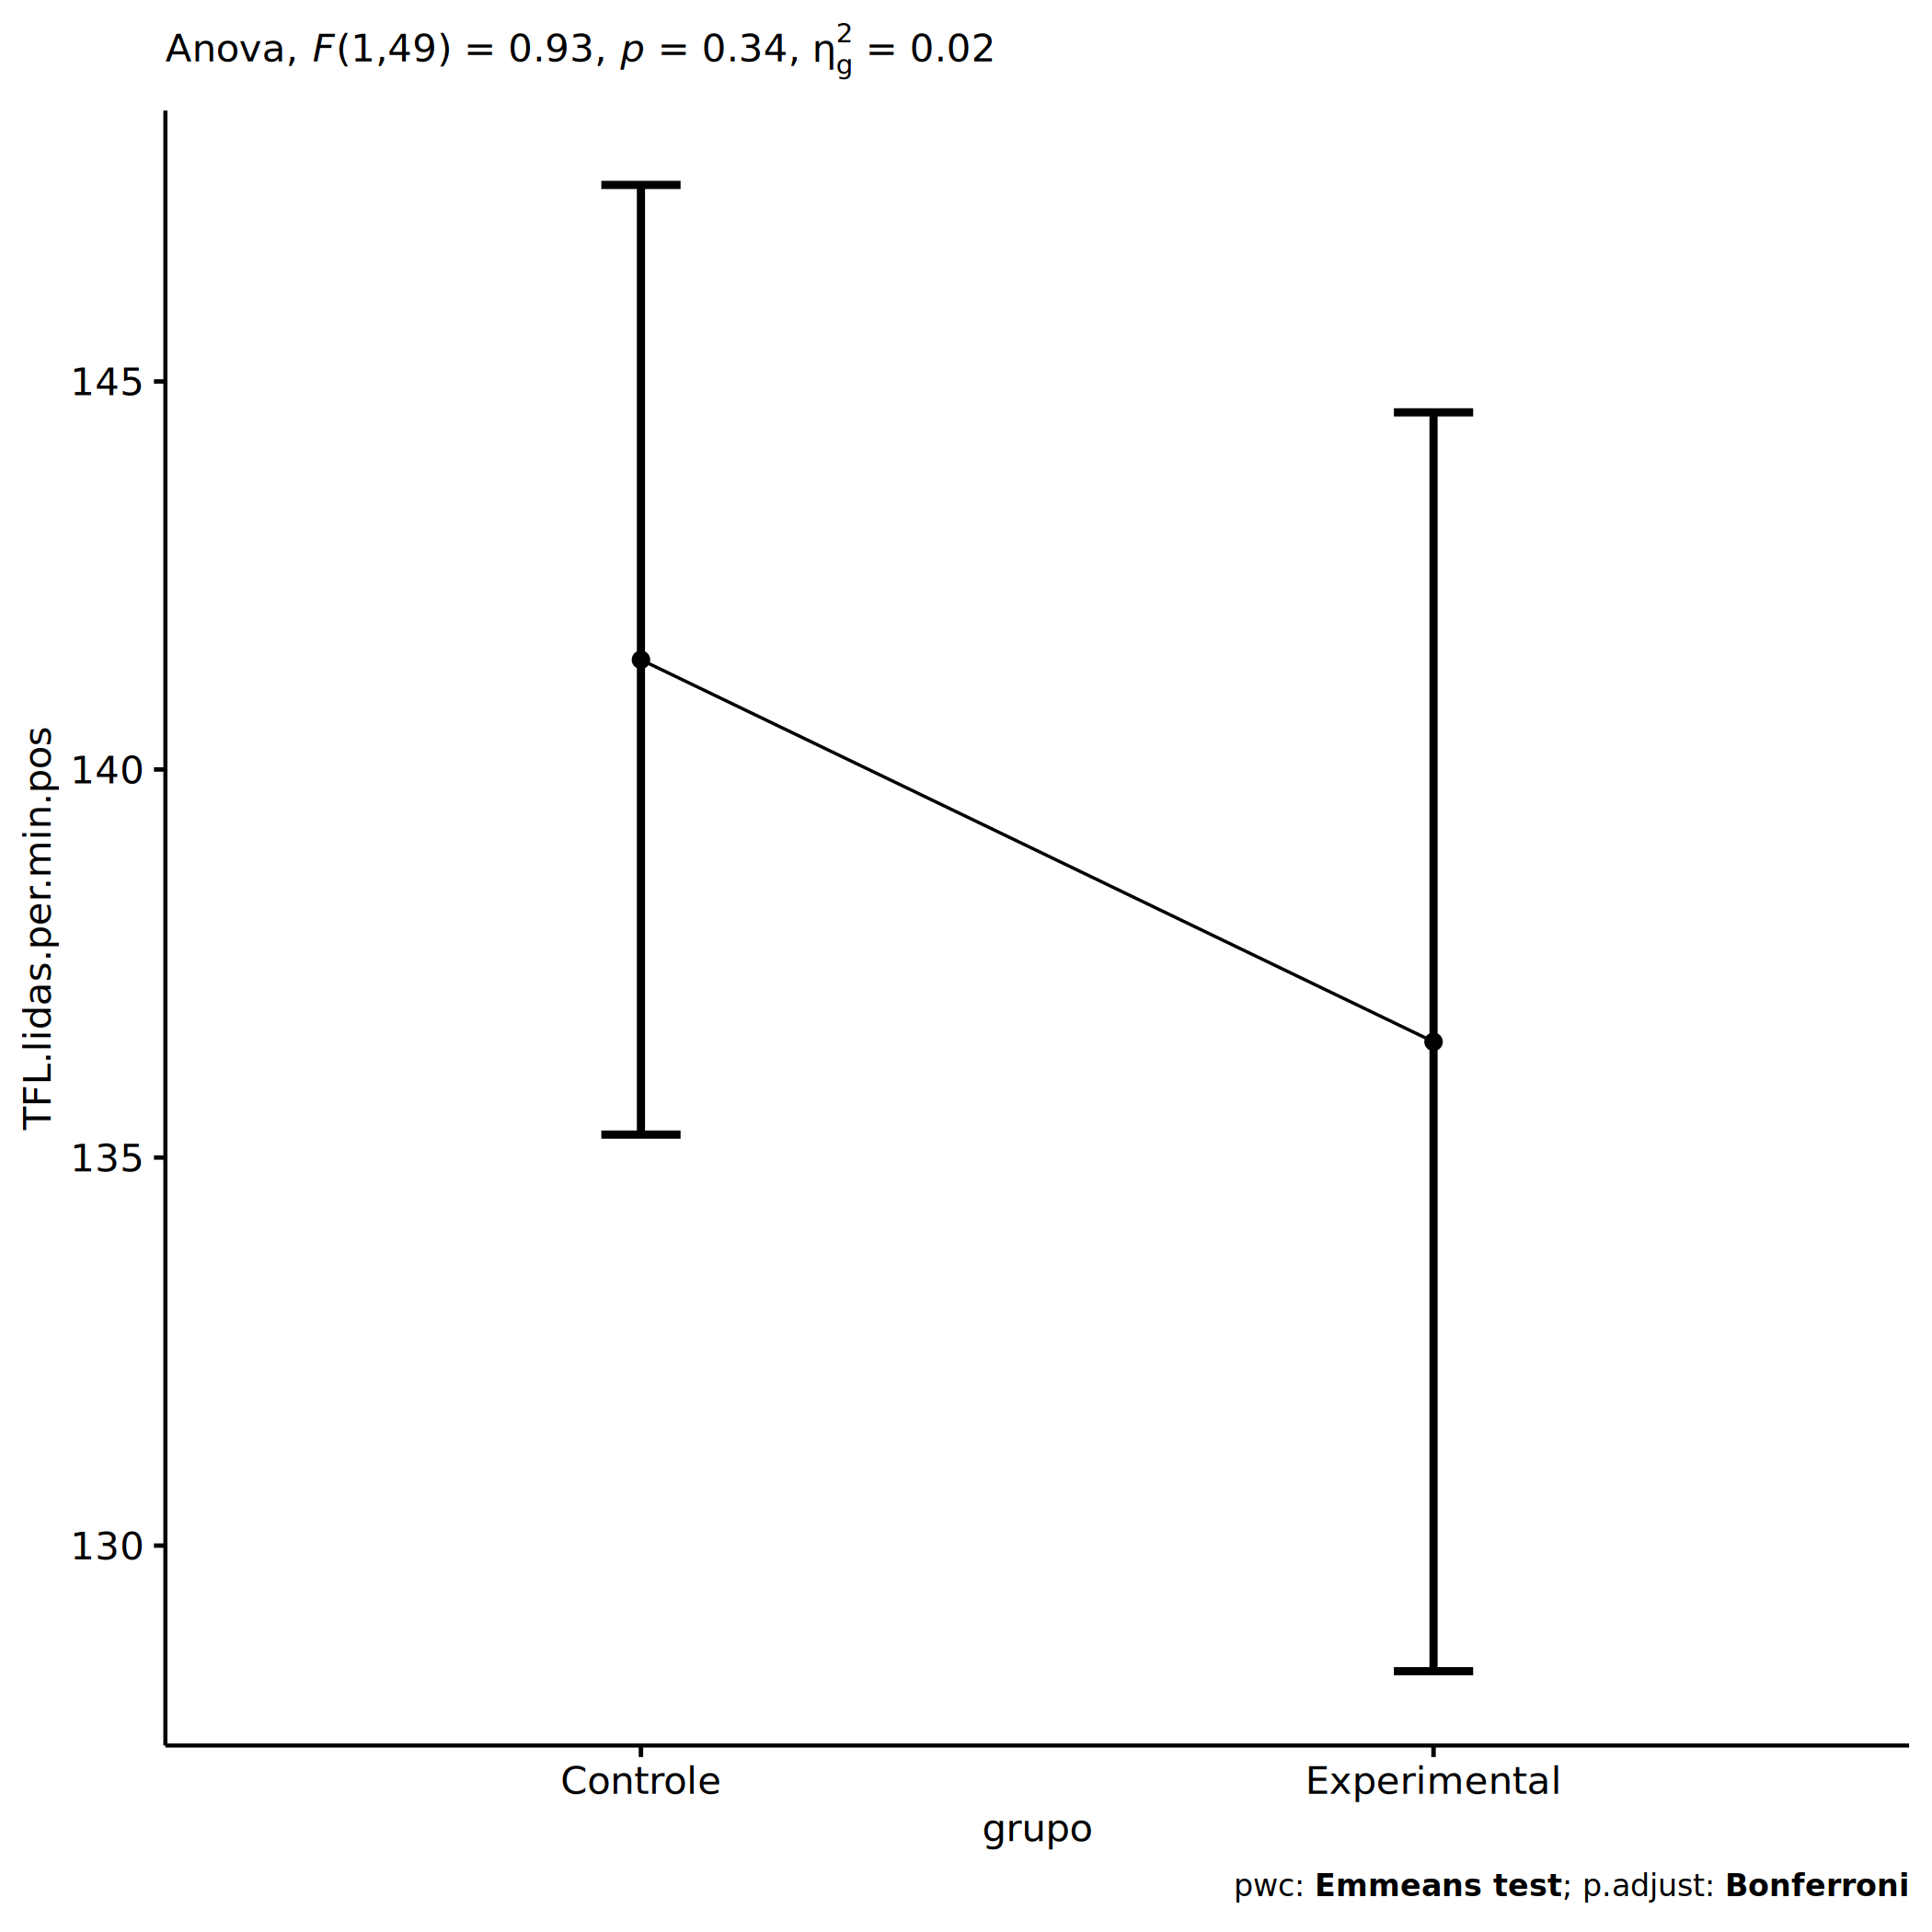 Anova, F(1,49) = 0.93, p = 0.34, η²g = 0.02
TFL.lidas.per.min.pos
145
140
135
130
Controle
Experimental
grupo
pwc: Emmeans test; p.adjust: Bonferroni